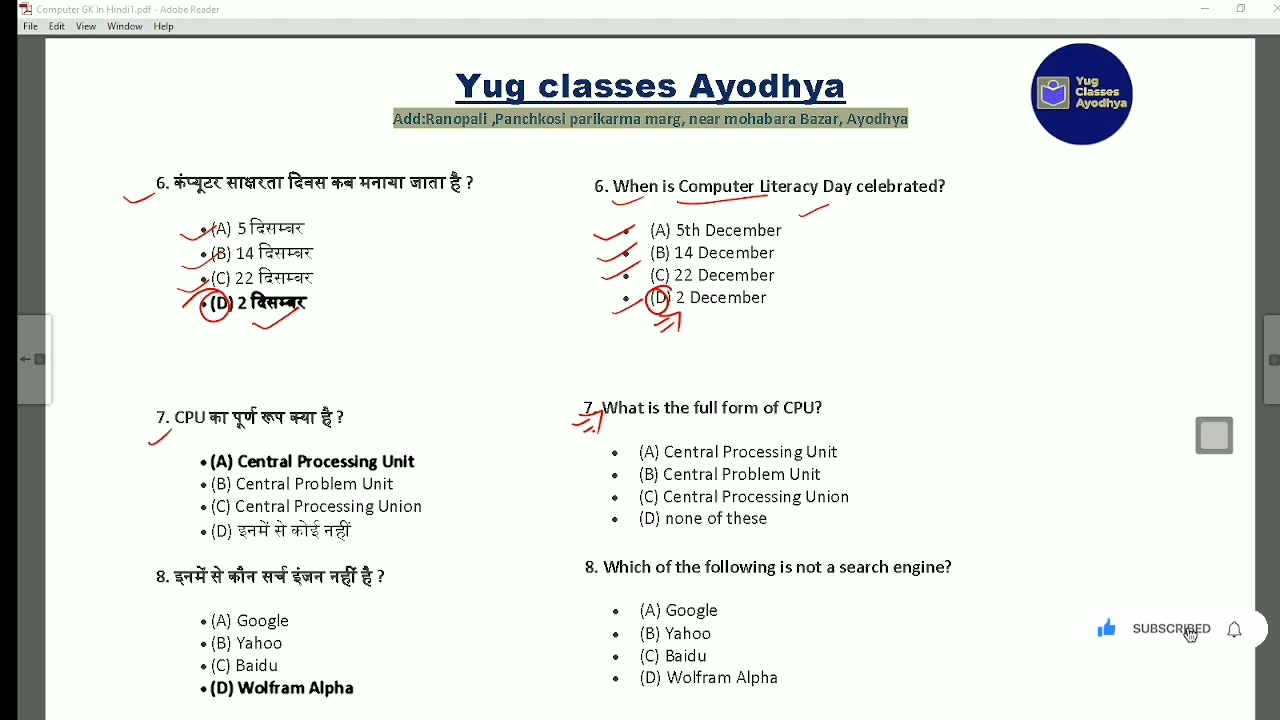 Computer GK In Hindi1.pdf - Adobe Reader
File Edit View Window Help
Yug classes Ayodhya
Add:Ranopali ,Panchkosi parikarma marg, near mohabara Bazar, Ayodhya
Yug
Classes
Ayodhya
6. कंप्यूटर साक्षरता दिवस कब मनाया जाता है ?
• (A) 5 दिसम्बर
• (B) 14 दिसम्बर
• (C) 22 दिसम्बर
• (D) 2 दिसम्बर
6. When is Computer Literacy Day celebrated?
• (A) 5th December
• (B) 14 December
• (C) 22 December
• (D) 2 December
7. CPU का पूर्ण रूप क्या है ?
• (A) Central Processing Unit
• (B) Central Problem Unit
• (C) Central Processing Union
• (D) इनमें से कोई नहीं
7. What is the full form of CPU?
• (A) Central Processing Unit
• (B) Central Problem Unit
• (C) Central Processing Union
• (D) none of these
8. इनमें से कौन सर्च इंजन नहीं है ?
• (A) Google
• (B) Yahoo
• (C) Baidu
• (D) Wolfram Alpha
8. Which of the following is not a search engine?
• (A) Google
• (B) Yahoo
• (C) Baidu
• (D) Wolfram Alpha
SUBSCRIBED